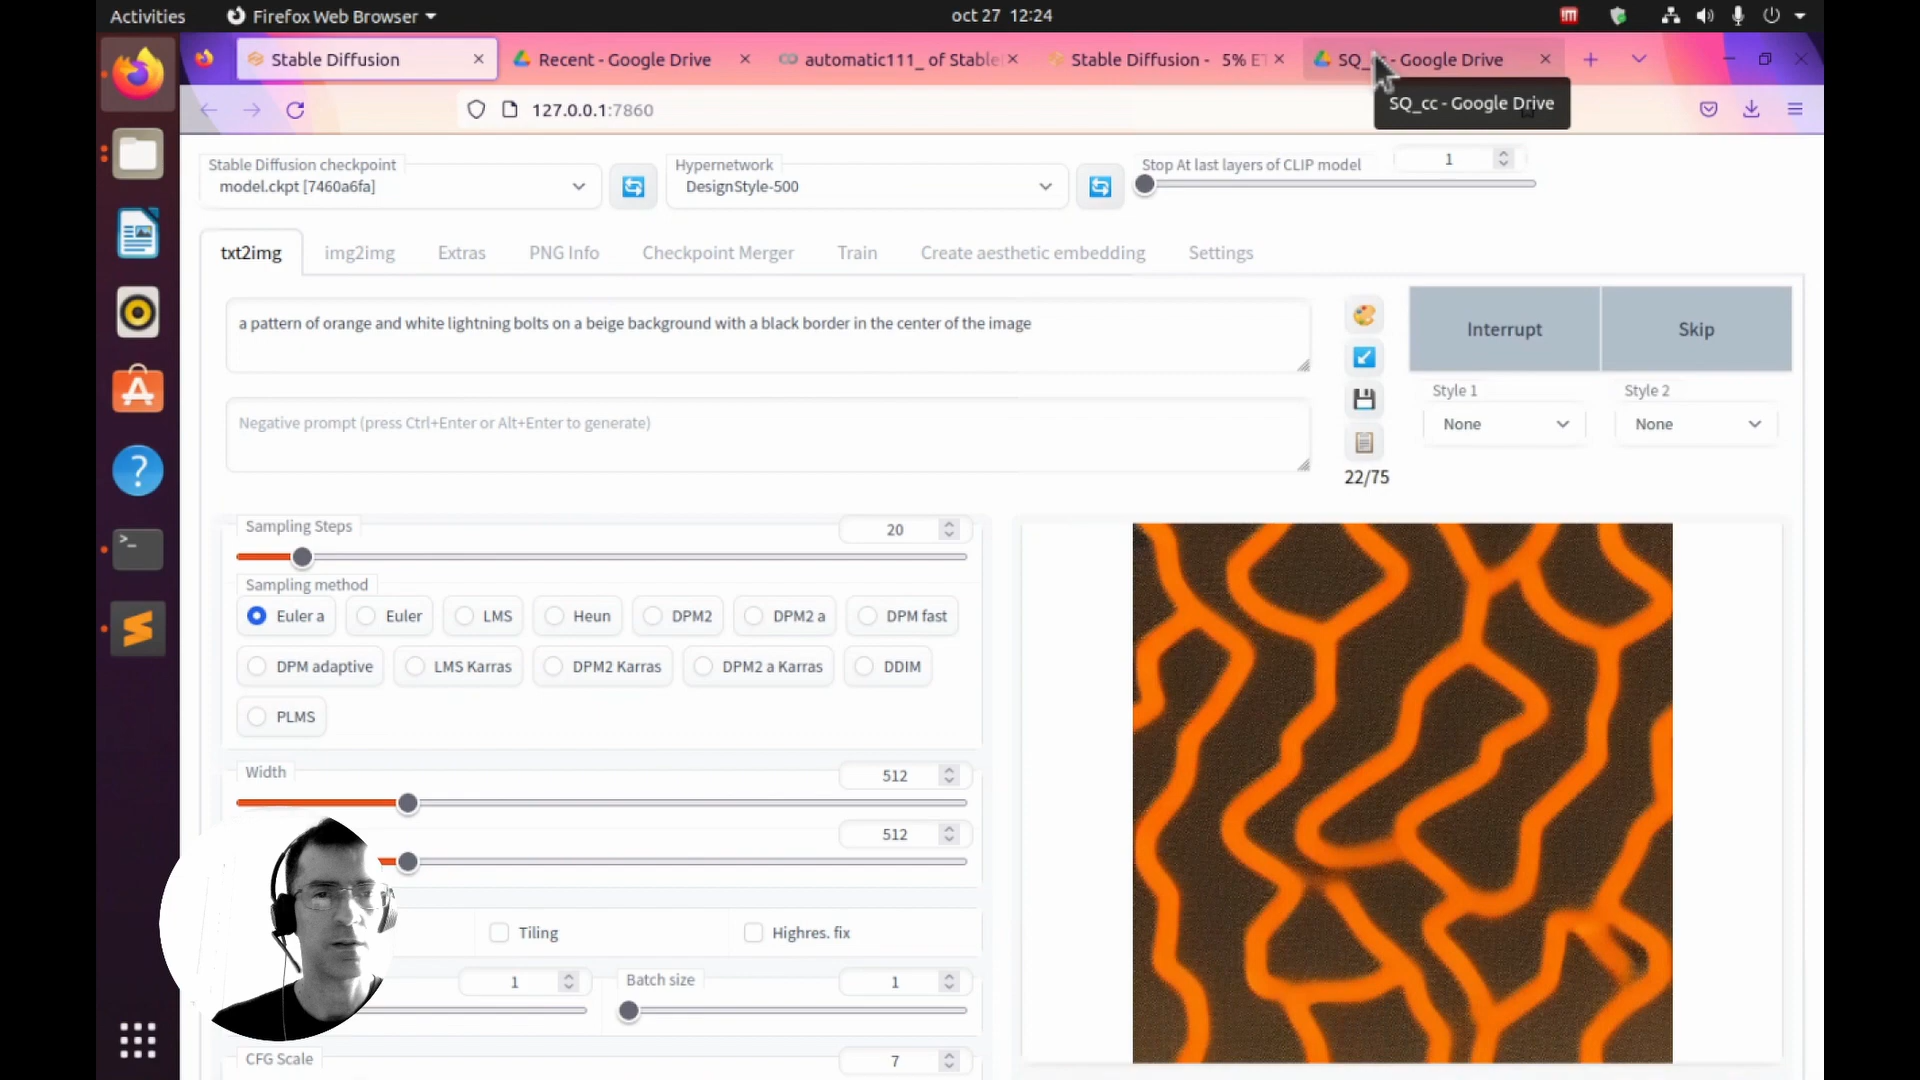 Activities
Firefox Web Browser
oct 27 12:24
Stable Diffusion
Recent - Google Drive
automatic111_ of Stable
Stable Diffusion - 5% E
SQ_ - Google Drive
127.0.0.1:7860
SQ_cc - Google Drive
Stable Diffusion checkpoint
model.ckpt [7460a6fa]
Hypernetwork
DesignStyle-500
Stop At last layers of CLIP model
1
txt2img
img2img
Extras
PNG Info
Checkpoint Merger
Train
Create aesthetic embedding
Settings
a pattern of orange and white lightning bolts on a beige background with a black border in the center of the image
Negative prompt (press Ctrl+Enter or Alt+Enter to generate)
22/75
Interrupt
Skip
Style 1
None
Style 2
None
Sampling Steps
20
Sampling method
Euler a
Euler
LMS
Heun
DPM2
DPM2 a
DPM fast
DPM adaptive
LMS Karras
DPM2 Karras
DPM2 a Karras
DDIM
PLMS
Width
512
512
Tiling
Highres. fix
1
Batch size
1
CFG Scale
7